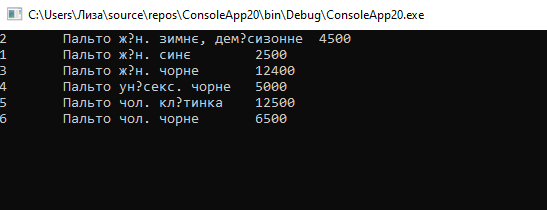 C:\Users\Лиза\source\repos\ConsoleApp20\bin\Debug\ConsoleApp20.exe
2 Пальто ж?н. зимнє, дем?сизонне 4500
1 Пальто ж?н. синє 2500
3 Пальто ж?н. чорне 12400
4 Пальто ун?секс. чорне 5000
5 Пальто чол. кл?тинка 12500
6 Пальто чол. чорне 6500